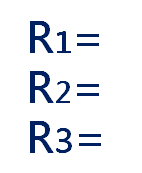 R1=
R2=
R3=